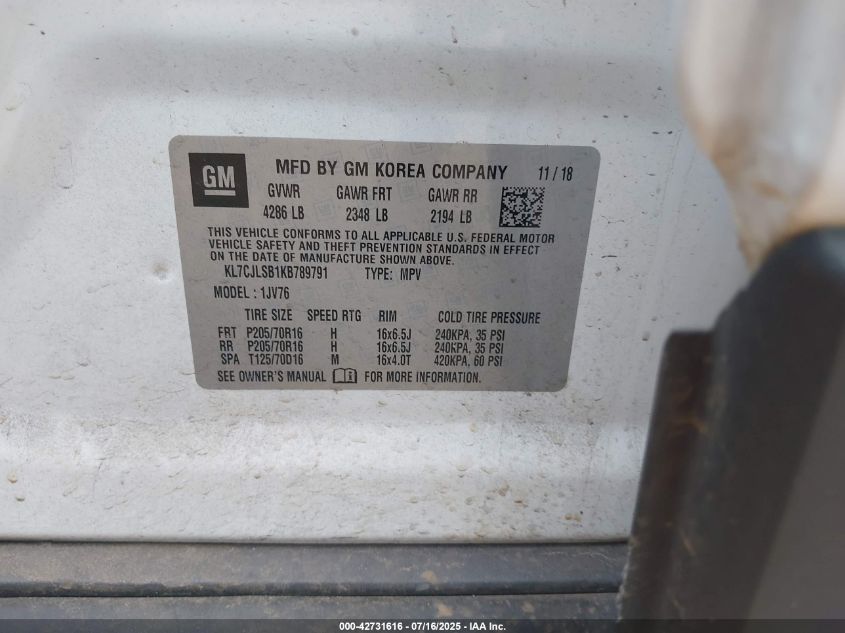 GM
MFD BY GM KOREA COMPANY 11 / 18
GVWR GAWR FRT GAWR RR
4286 LB 2348 LB 2194 LB
THIS VEHICLE CONFORMS TO ALL APPLICABLE U.S. FEDERAL MOTOR
VEHICLE SAFETY AND THEFT PREVENTION STANDARDS IN EFFECT
ON THE DATE OF MANUFACTURE SHOWN ABOVE.
KL7CJLSB1KB789791 TYPE: MPV
MODEL : 1JV76
TIRE SIZE SPEED RTG RIM COLD TIRE PRESSURE
FRT P205/70R16 H 16x6.5J 240KPA, 35 PSI
RR P205/70R16 H 16x6.5J 240KPA, 35 PSI
SPA T125/70D16 M 16x4.0T 420KPA, 60 PSI
SEE OWNER'S MANUAL FOR MORE INFORMATION.
000-42731616 - 07/16/2025 - IAA Inc.